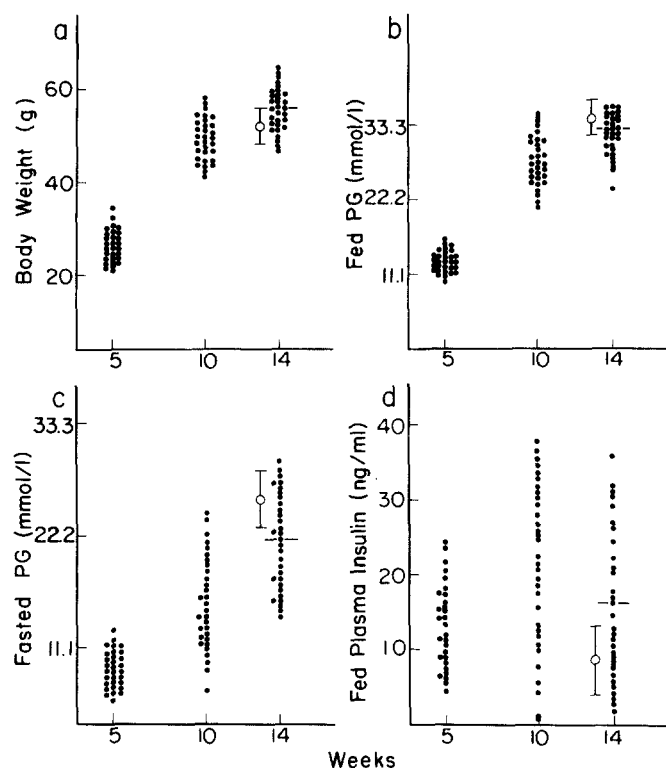 a
Body Weight (g)
60
40
20
5 10 14
b
Fed PG (mmol/l)
33.3
22.2
11.1
5 10 14
c
Fasted PG (mmol/l)
33.3
22.2
11.1
5 10 14
d
Fed Plasma Insulin (ng/ml)
40
30
20
10
5 10 14
Weeks